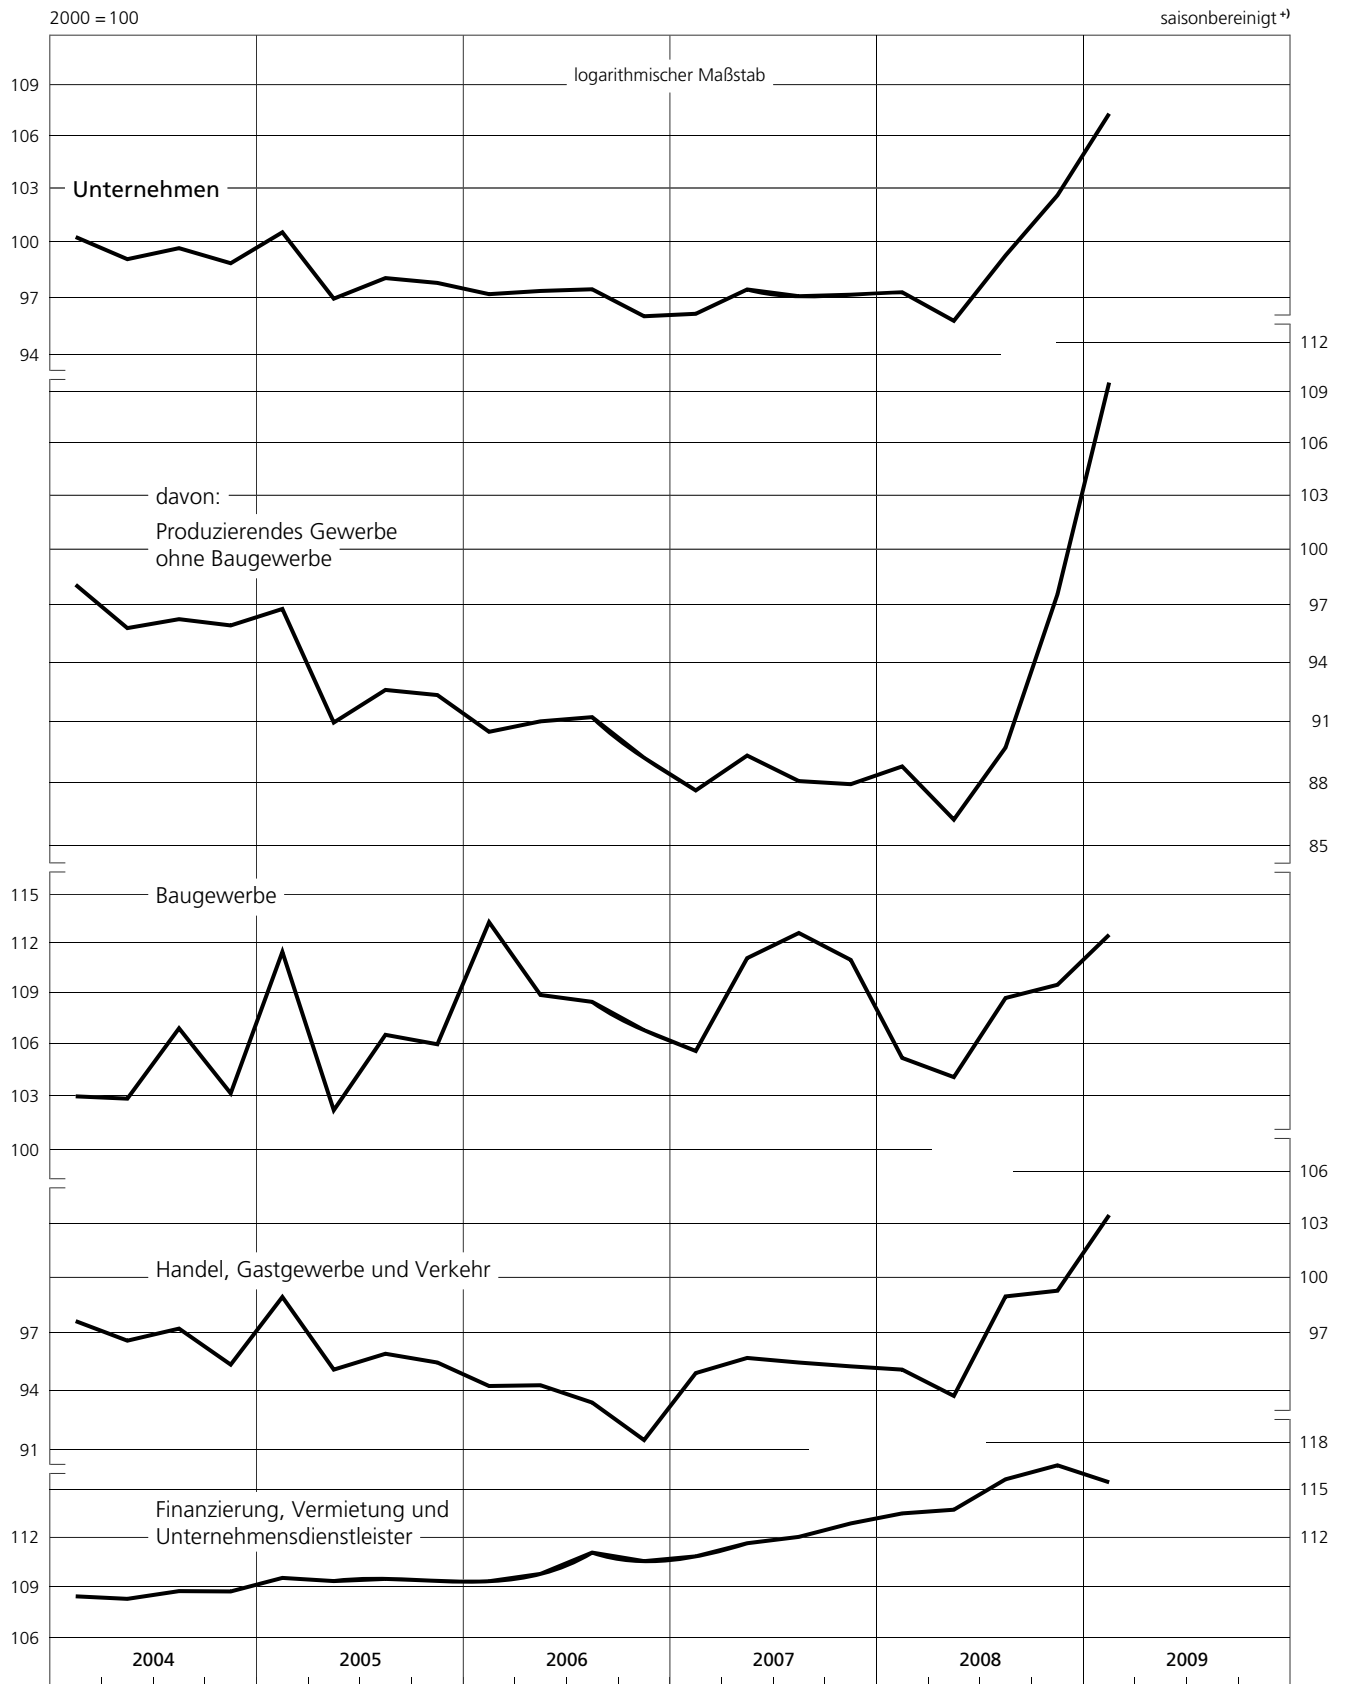 2000 = 100
saisonbereinigt +)
logarithmischer Maßstab
109
106
103
Unternehmen
100
97
94
112
109
106
davon:
103
Produzierendes Gewerbe
ohne Baugewerbe
100
97
94
91
88
85
115
Baugewerbe
112
109
106
103
100
106
103
Handel, Gastgewerbe und Verkehr
100
97
97
94
91
118
115
Finanzierung, Vermietung und
Unternehmensdienstleister
112
112
109
106
2004 2005 2006 2007 2008 2009